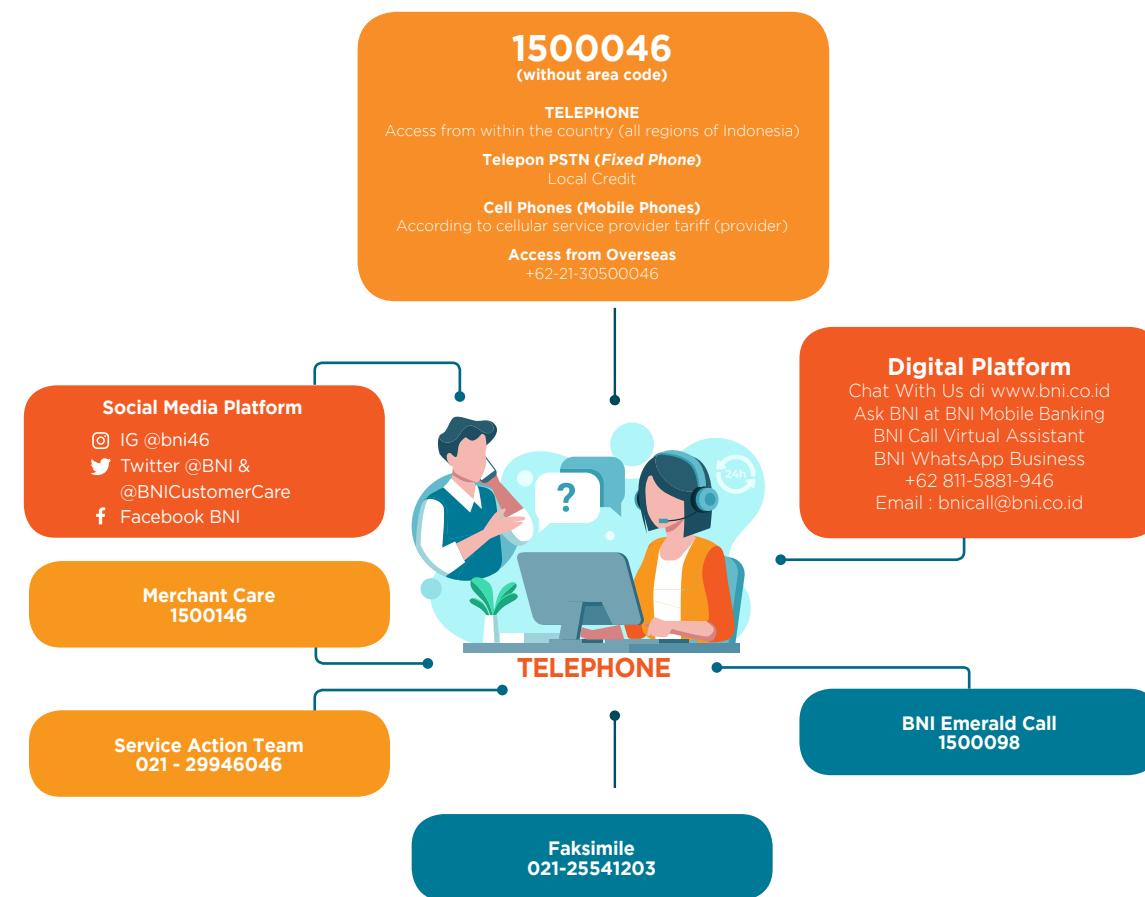 1500046
(without area code)
TELEPHONE
Access from within the country (all regions of Indonesia)
Telepon PSTN (Fixed Phone)
Local Credit
Cell Phones (Mobile Phones)
According to cellular service provider tariff (provider)
Access from Overseas
+62-21-30500046
Social Media Platform
IG @bni46
Twitter @BNI &
@BNICustomerCare
Facebook BNI
Digital Platform
Chat With Us di www.bni.co.id
Ask BNI at BNI Mobile Banking
BNI Call Virtual Assistant
BNI WhatsApp Business
+62 811-5881-946
Email : bnicall@bni.co.id
?
24h
Merchant Care
1500146
TELEPHONE
Service Action Team
021 - 29946046
BNI Emerald Call
1500098
Faksimile
021-25541203